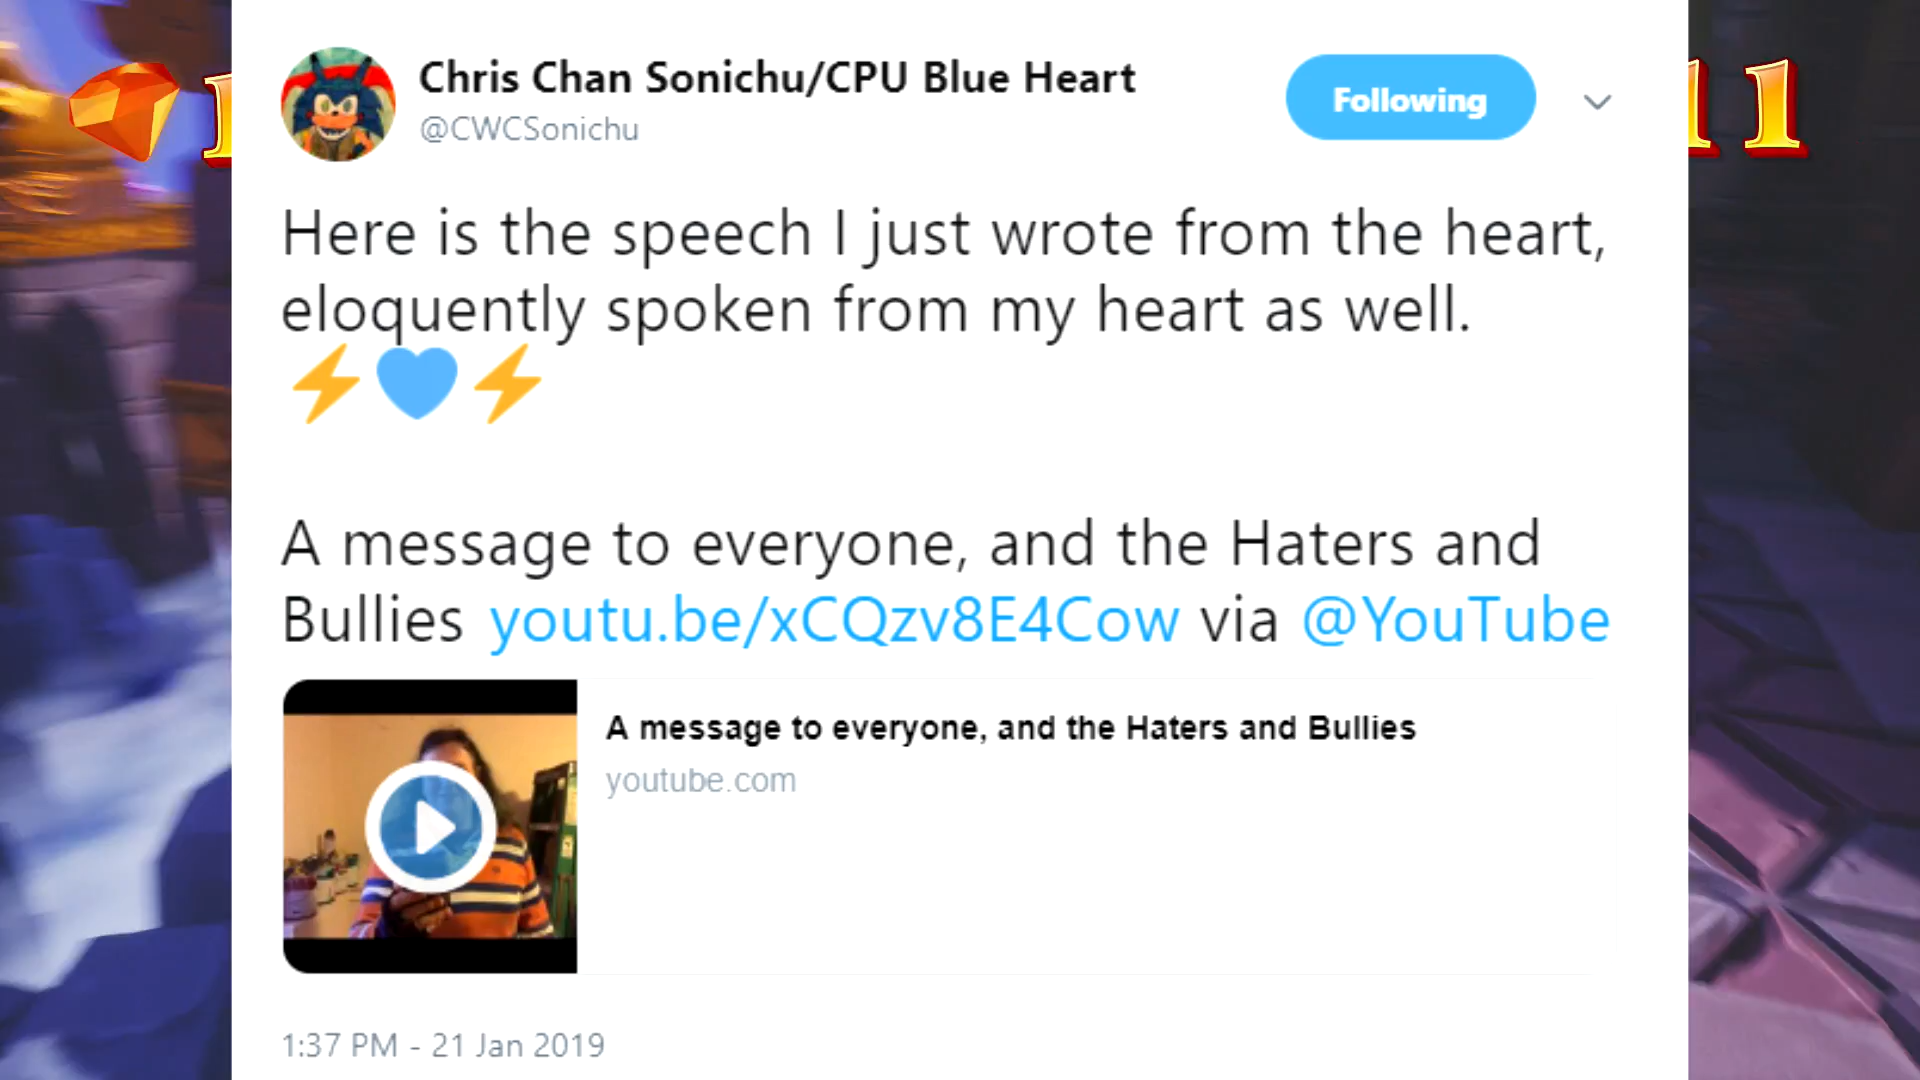 Chris Chan Sonichu/CPU Blue Heart
@CWCSonichu
Following
11
Here is the speech I just wrote from the heart,
eloquently spoken from my heart as well.
⚡💙⚡
A message to everyone, and the Haters and
Bullies youtu.be/xCQzv8E4Cow via @YouTube
A message to everyone, and the Haters and Bullies
youtube.com
1:37 PM - 21 Jan 2019